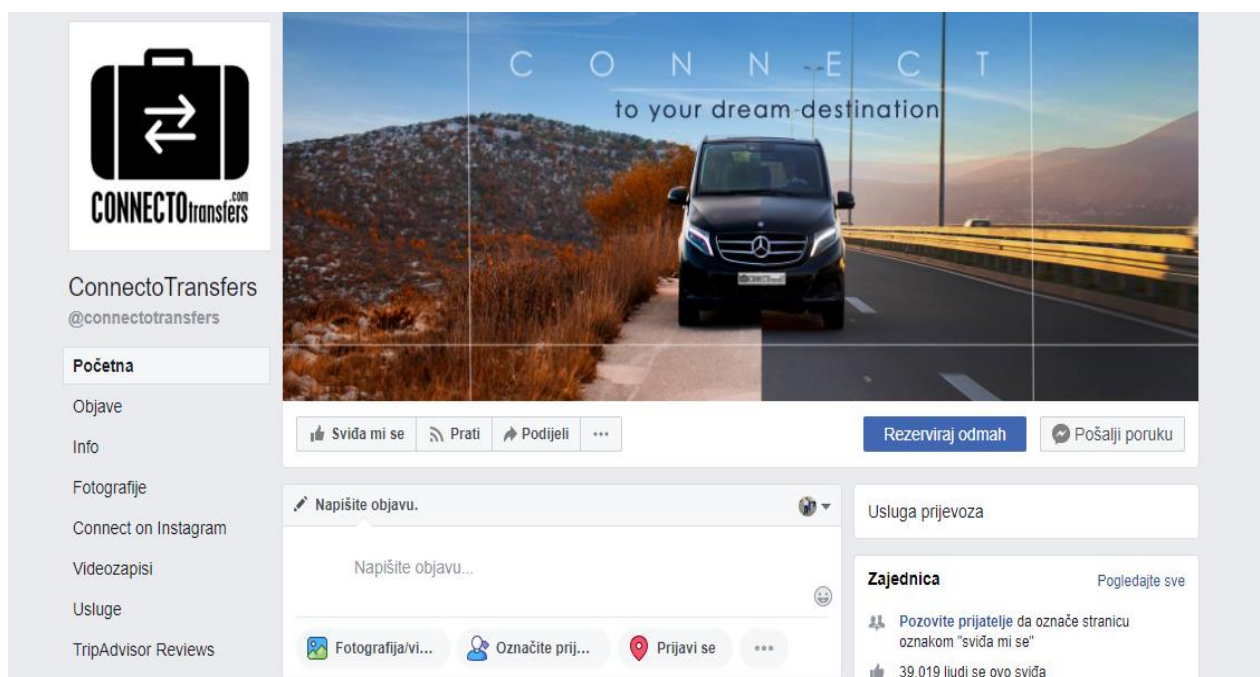 CONNECTOtransfers.com
ConnectoTransfers
@connectotransfers
Početna
Objave
Info
Fotografije
Connect on Instagram
Videozapisi
Usluge
TripAdvisor Reviews
CONNECT
to your dream destination
Sviđa mi se
Prati
Podijeli
Rezerviraj odmah
Pošalji poruku
Napišite objavu.
Napišite objavu...
Fotografija/vi...
Označite prij...
Prijavi se
Usluga prijevoza
Zajednica
Pogledajte sve
Pozovite prijatelje da označe stranicu
oznakom "sviđa mi se"
39.019 ljudi se ovo sviđa